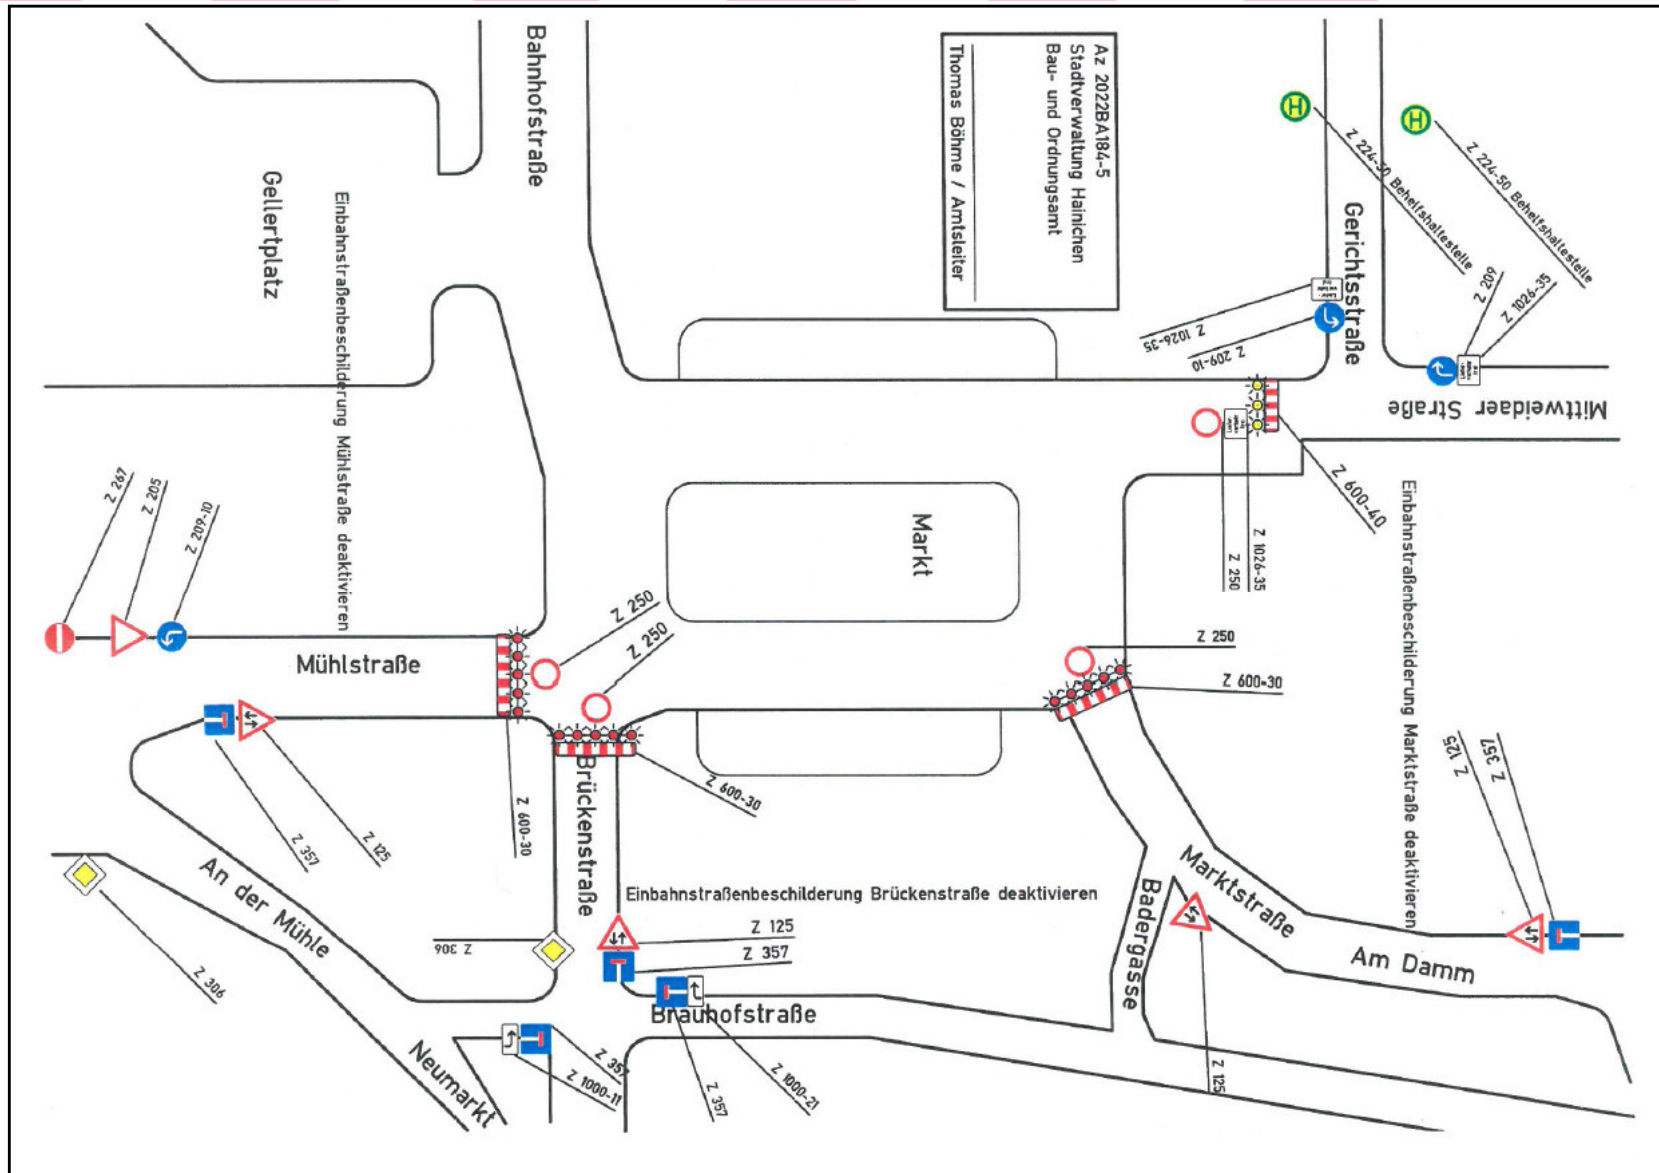 Bahnhofstraße
Gellertplatz
Einbahnstraßenbeschilderung Mühlstraße deaktivieren
Az 2022BA184-5
Stadtverwaltung Hainichen
Bau- und Ordnungsamt
Thomas Böhme / Amtsleiter
Gerichtsstraße
H
H
Z 224-50 Behelfshaltestelle
Z 224-50 Behelfshaltestelle
Z 209
Z 1026-35
Z 1026-35
Z 209-10
Mittweidaer Straße
Z 600-40
Z 1026-35
Z 250
Einbahnstraßenbeschilderung Marktstraße deaktivieren
Markt
Z 267
Z 205
Z 209-10
Mühlstraße
Z 250
Z 250
Z 250
Z 600-30
Z 600-30
Z 600-30
Brückenstraße
Z 357
Z 125
An der Mühle
Z 306
Z 306
Einbahnstraßenbeschilderung Brückenstraße deaktivieren
Z 125
Z 357
Brauhofstraße
Badergasse
Marktstraße
Am Damm
Z 125
Z 357
Z 125
Neumarkt
Z 357
Z 1000-11
Z 357
Z 1000-21